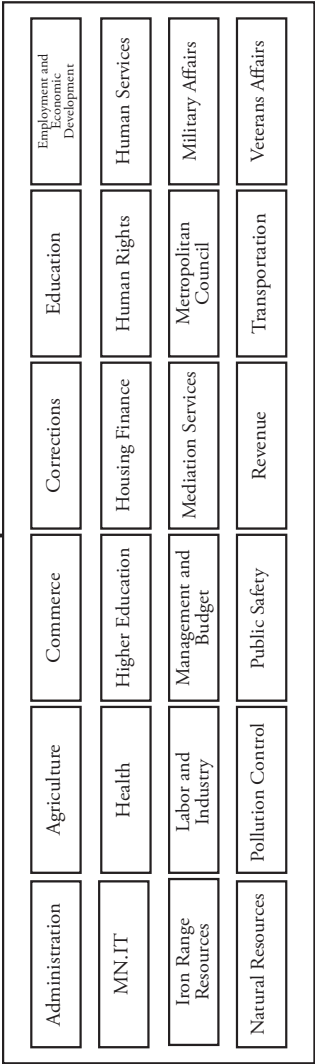 Administration
Agriculture
Commerce
Corrections
Education
Employment and
Economic
Development
MN.IT
Health
Higher Education
Housing Finance
Human Rights
Human Services
Iron Range
Resources
Labor and
Industry
Management and
Budget
Mediation Services
Metropolitan
Council
Military Affairs
Natural Resources
Pollution Control
Public Safety
Revenue
Transportation
Veterans Affairs